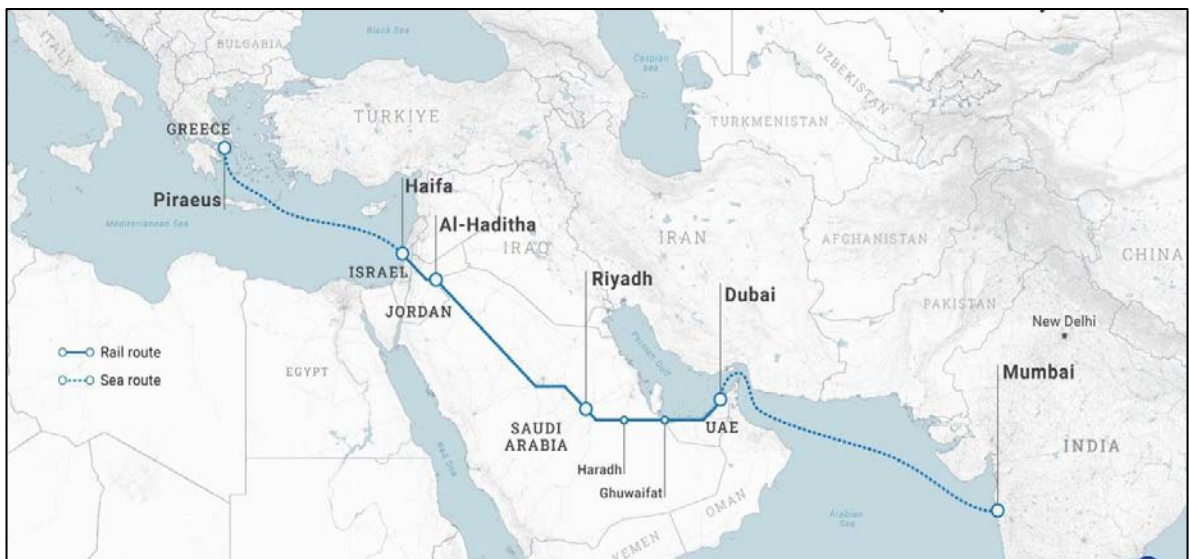 ITALY
BULGARIA
Black Sea
Caspian
sea
UZBEKISTAN
GREECE
TÜRKIYE
TURKMENISTAN
Piraeus
Haifa
Mediterranean Sea
Al-Haditha
IRAQ
IRAN
AFGHANISTAN
CHINA
ISRAEL
Riyadh
Dubai
JORDAN
PAKISTAN
New Delhi
Rail route
Sea route
EGYPT
Persian Gulf
Mumbai
SAUDI
ARABIA
UAE
INDIA
Red Sea
Haradh
Ghuwaifat
OMAN
Arabian
Sea
YEMEN